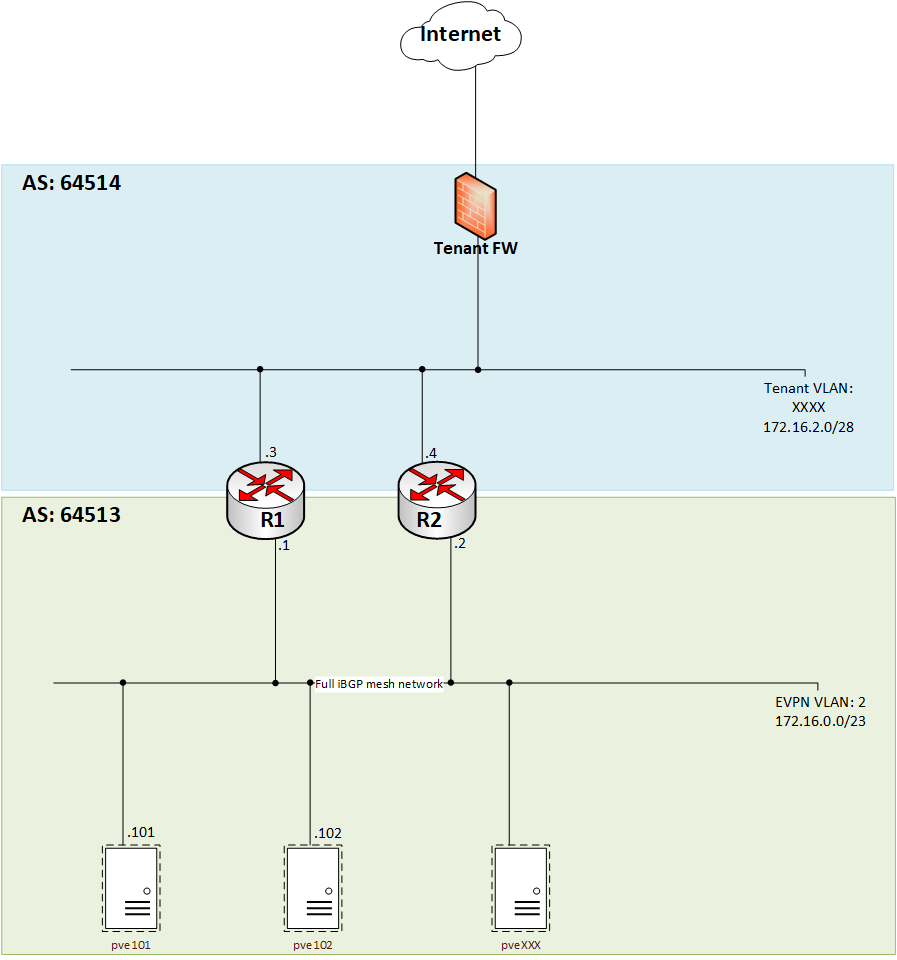 Internet
AS: 64514
Tenant FW
Tenant VLAN:
XXXX
172.16.2.0/28
.3
.4
R1
R2
AS: 64513
.1
.2
Full iBGP mesh network
EVPN VLAN: 2
172.16.0.0/23
.101
.102
pve101
pve102
pveXXX